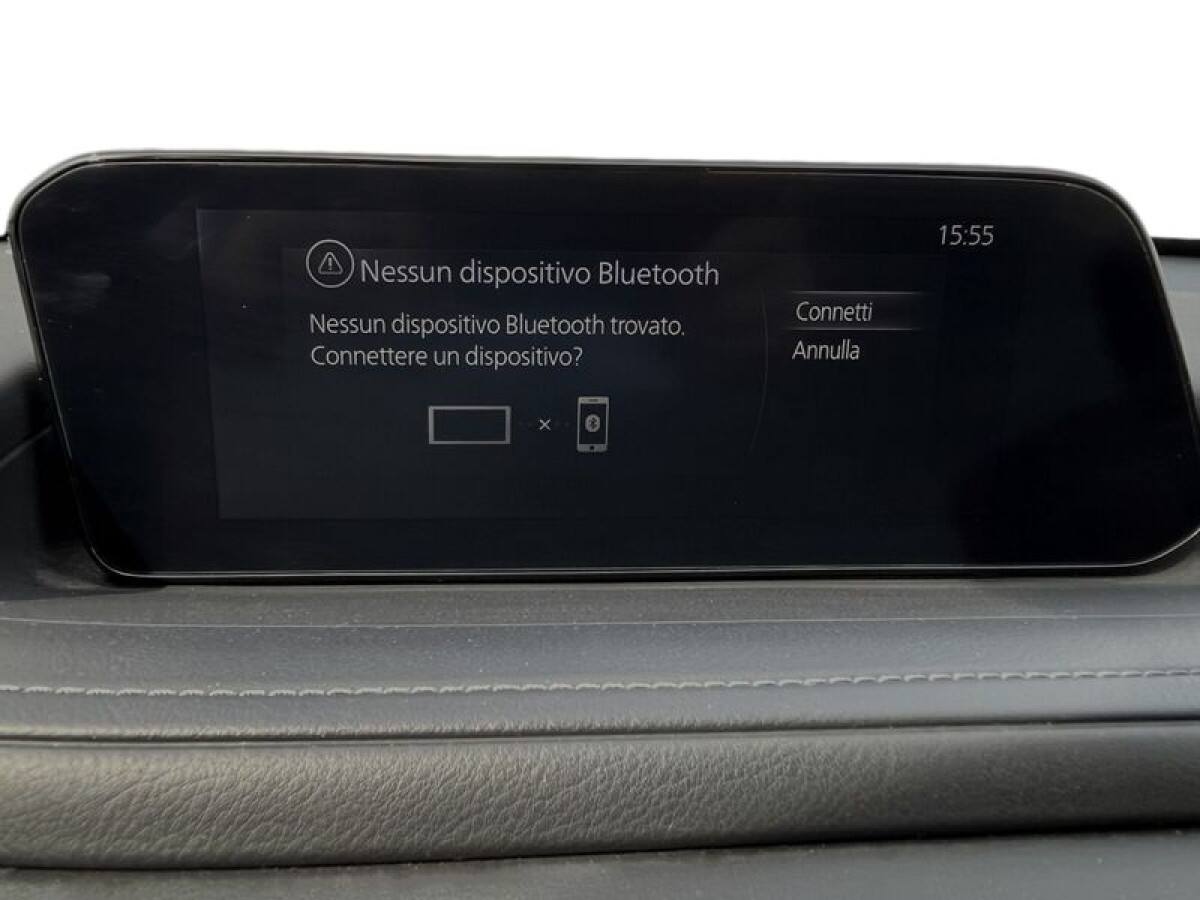 15:55
Nessun dispositivo Bluetooth
Nessun dispositivo Bluetooth trovato.
Connettere un dispositivo?
Connetti
Annulla